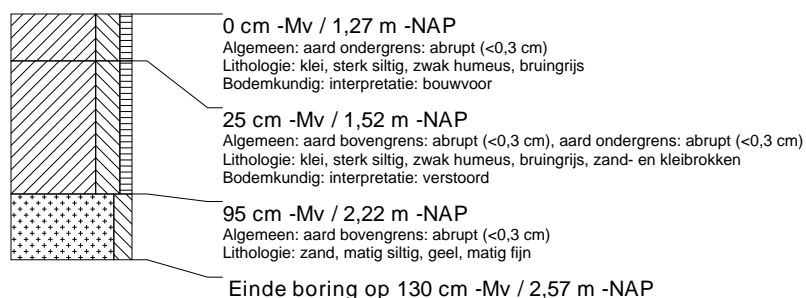 0 cm -Mv / 1,27 m -NAP
Algemeen: aard ondergrens: abrupt (<0,3 cm)
Lithologie: klei, sterk siltig, zwak humeus, bruingrijs
Bodemkundig: interpretatie: bouwvoor
25 cm -Mv / 1,52 m -NAP
Algemeen: aard bovengrens: abrupt (<0,3 cm), aard ondergrens: abrupt (<0,3 cm)
Lithologie: klei, sterk siltig, zwak humeus, bruingrijs, zand- en kleibrokken
Bodemkundig: interpretatie: verstoord
95 cm -Mv / 2,22 m -NAP
Algemeen: aard bovengrens: abrupt (<0,3 cm)
Lithologie: zand, matig siltig, geel, matig fijn
Einde boring op 130 cm -Mv / 2,57 m -NAP